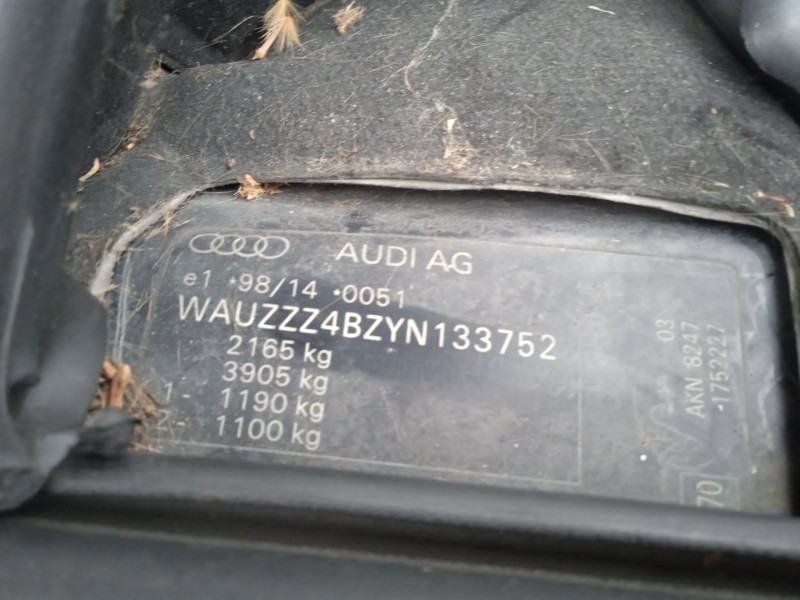 AUDI AG
e1 *98/14 *0051
WAUZZZ4BZYN133752
2165 kg
3905 kg
1- 1190 kg
2- 1100 kg
03
AKN 8247
1752227
70